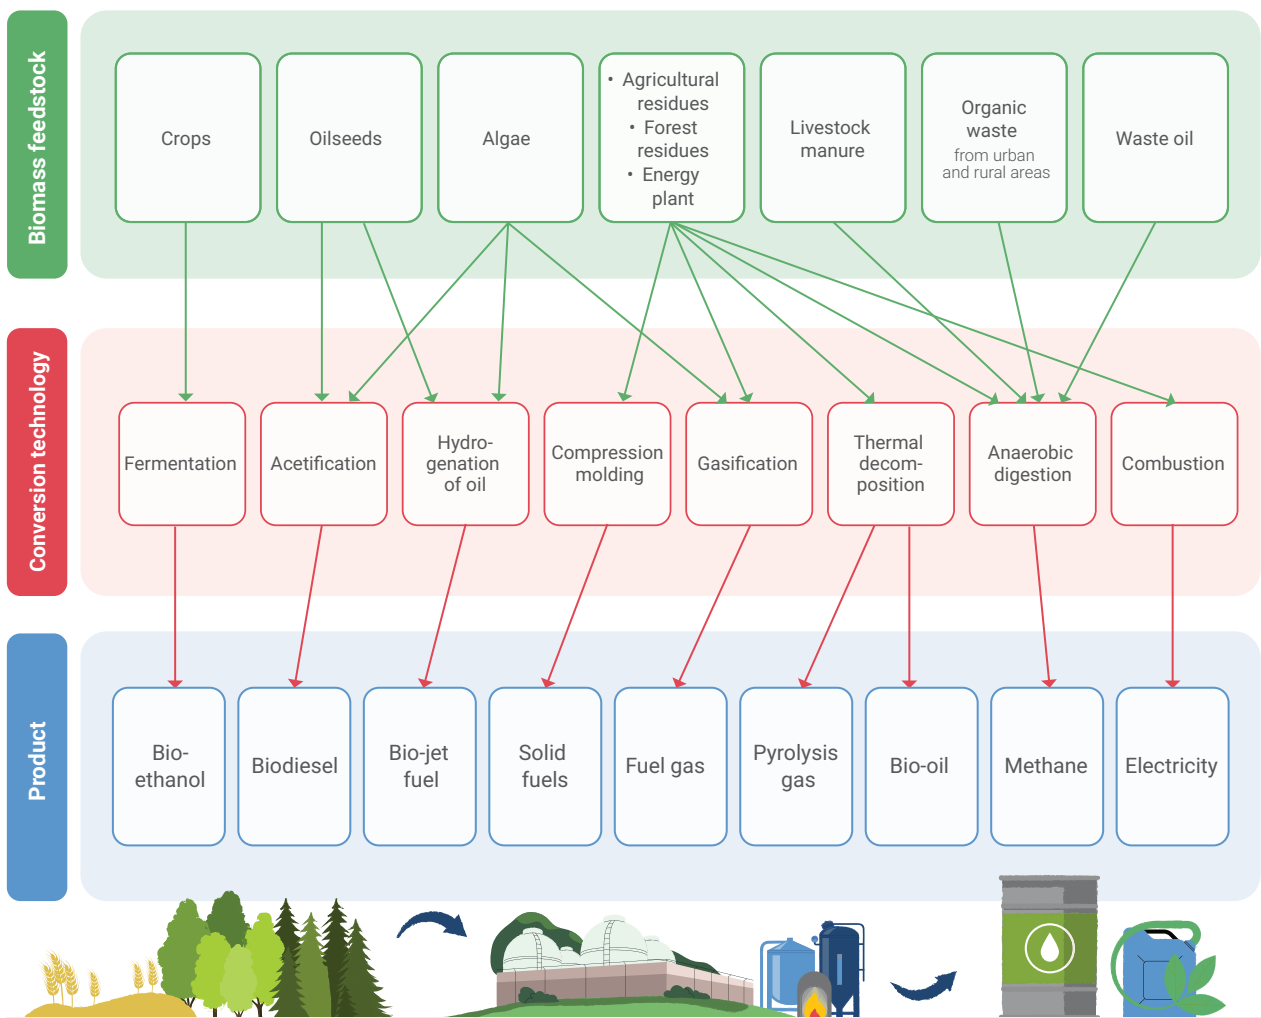 Biomass feedstock
Crops
Oilseeds
Algae
• Agricultural
residues
• Forest
residues
• Energy
plant
Livestock
manure
Organic
waste
from urban
and rural areas
Waste oil
Conversion technology
Fermentation
Acetification
Hydro-
genation
of oil
Compression
molding
Gasification
Thermal
decom-
position
Anaerobic
digestion
Combustion
Product
Bio-
ethanol
Biodiesel
Bio-jet
fuel
Solid
fuels
Fuel gas
Pyrolysis
gas
Bio-oil
Methane
Electricity